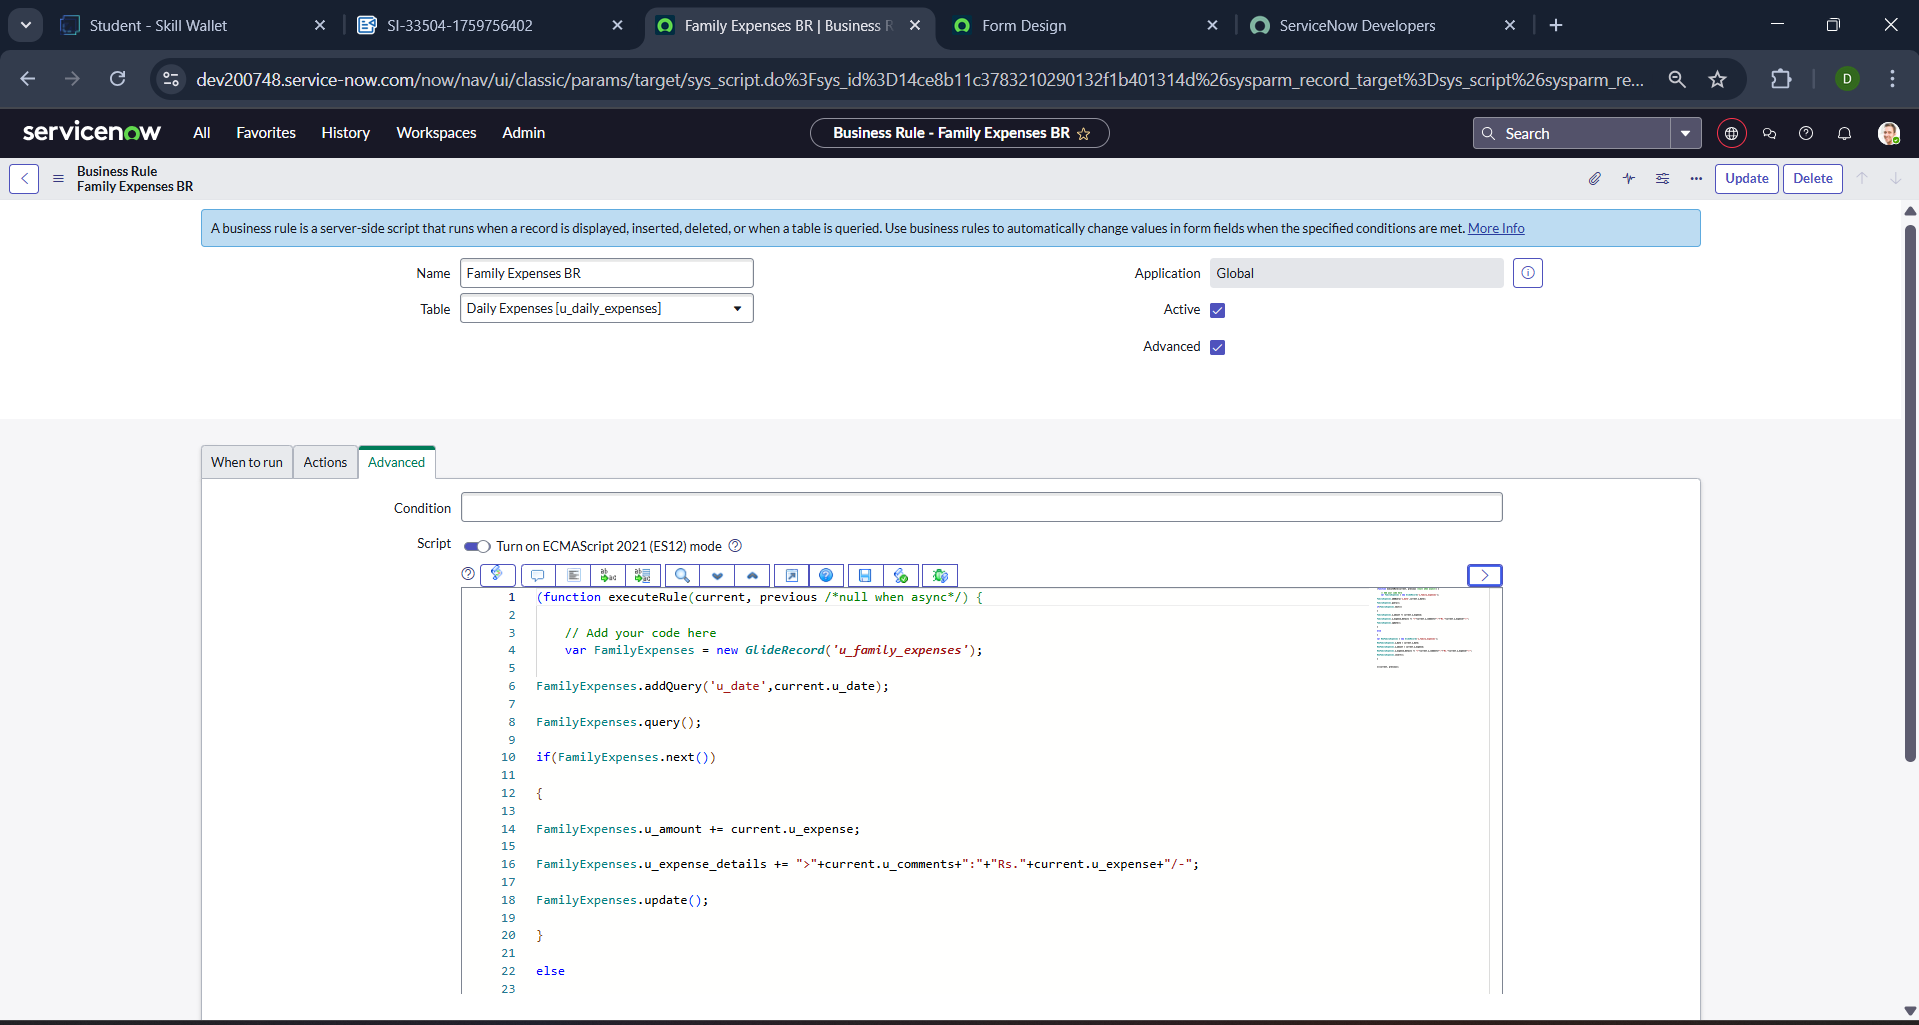 Student - Skill Wallet
SI-33504-1759756402
Family Expenses BR | Business R
Form Design
ServiceNow Developers
dev200748.service-now.com/now/nav/ui/classic/params/target/sys_script.do%3Fsys_id%3D14ce8b11c3783210290132f1b401314d%26sysparm_record_target%3Dsys_script%26sysparm_re...
D
servicenow
All
Favorites
History
Workspaces
Admin
Business Rule - Family Expenses BR
Search
Business Rule
Family Expenses BR
Update
Delete
A business rule is a server-side script that runs when a record is displayed, inserted, deleted, or when a table is queried. Use business rules to automatically change values in form fields when the specified conditions are met. More Info
Name
Family Expenses BR
Application
Global
Table
Daily Expenses [u_daily_expenses]
Active
Advanced
When to run
Actions
Advanced
Condition
Script
Turn on ECMAScript 2021 (ES12) mode
1 (function executeRule(current, previous /*null when async*/) {
2
3 // Add your code here
4 var FamilyExpenses = new GlideRecord('u_family_expenses');
5
6 FamilyExpenses.addQuery('u_date',current.u_date);
7
8 FamilyExpenses.query();
9
10 if(FamilyExpenses.next())
11
12 {
13
14 FamilyExpenses.u_amount += current.u_expense;
15
16 FamilyExpenses.u_expense_details += ">"+current.u_comments+":"+"Rs."+current.u_expense+"/-";
17
18 FamilyExpenses.update();
19
20 }
21
22 else
23